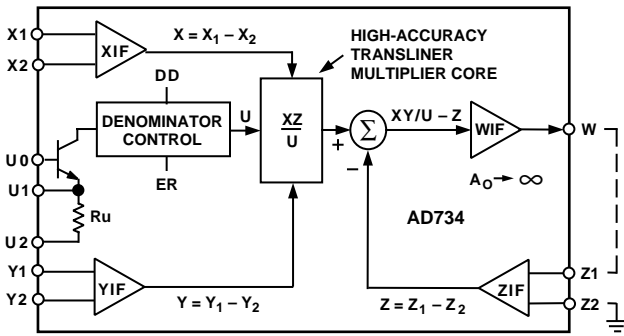 X1
X2
XIF
X = X₁ – X₂
HIGH-ACCURACY
TRANSLINER
MULTIPLIER CORE
DD
DENOMINATOR
CONTROL
U
XZ
U
+
Σ
–
XY/U – Z
WIF
A₀ → ∞
W
U0
U1
ER
Ru
U2
AD734
Y1
Y2
YIF
Y = Y₁ – Y₂
Z = Z₁ – Z₂
ZIF
Z1
Z2